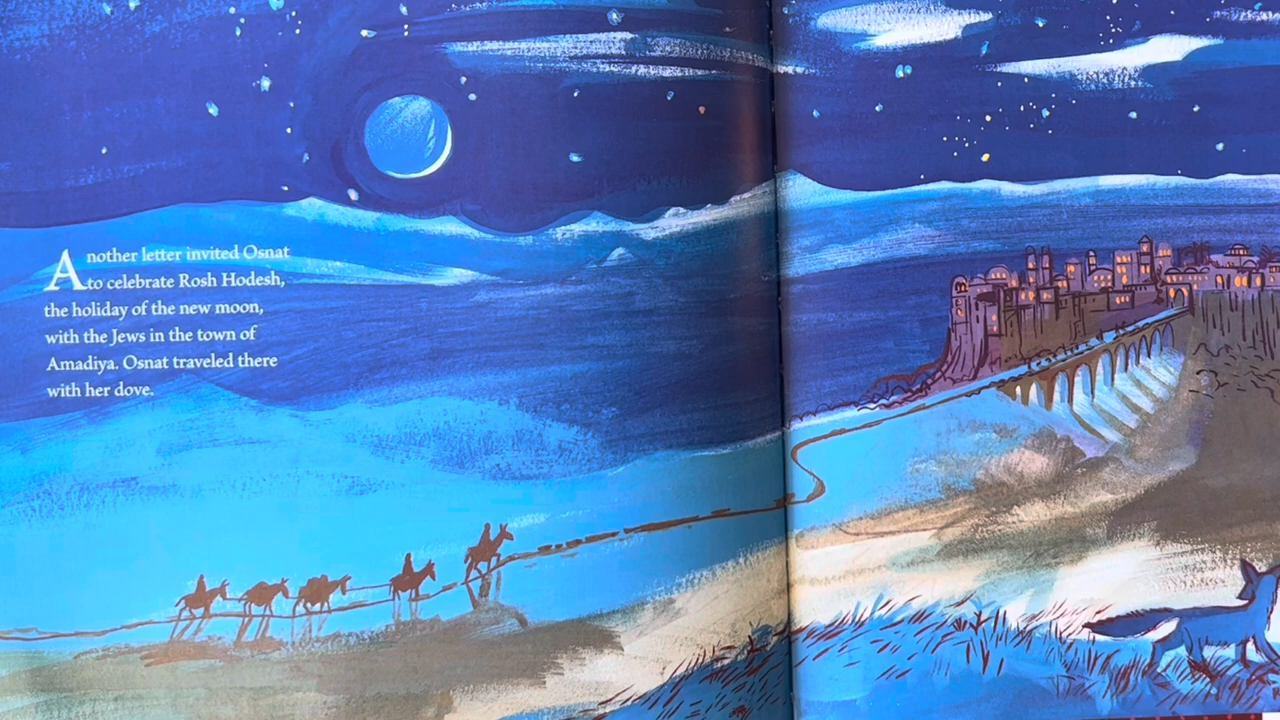 Another letter invited Osnat
to celebrate Rosh Hodesh,
the holiday of the new moon,
with the Jews in the town of
Amadiya. Osnat traveled there
with her dove.